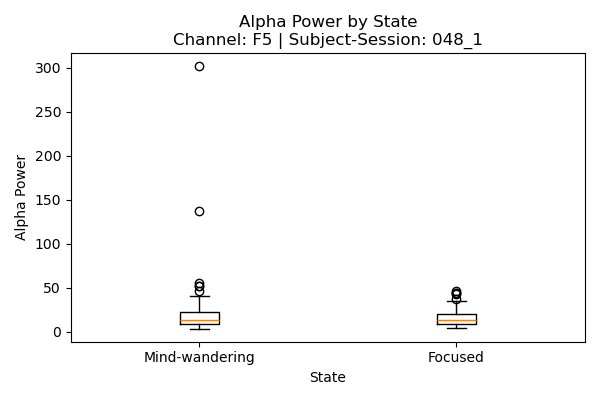 Alpha Power by State
Channel: F5 | Subject-Session: 048_1
300
250
200
150
100
50
0
Alpha Power
Mind-wandering
Focused
State